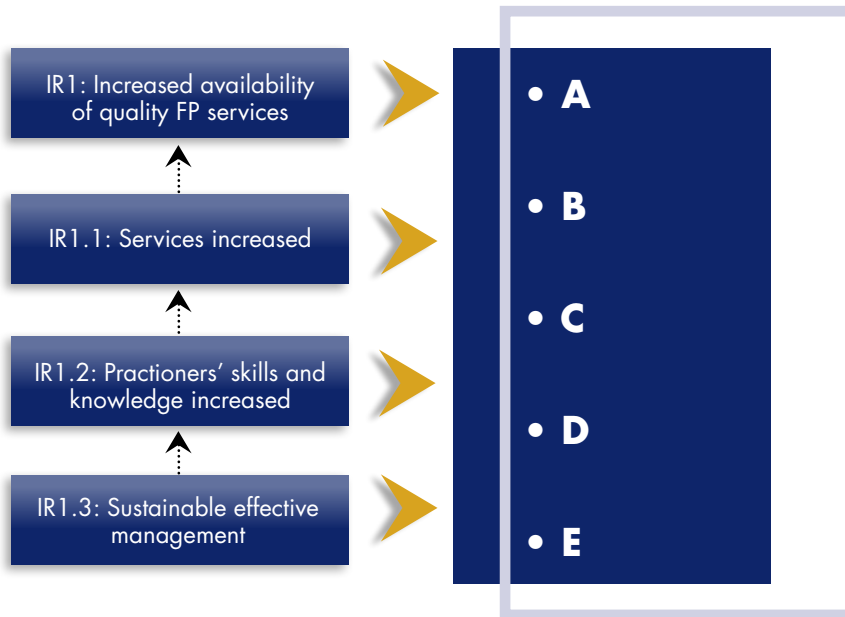 IR1: Increased availability
of quality FP services
IR1.1: Services increased
IR1.2: Practioners’ skills and
knowledge increased
IR1.3: Sustainable effective
management
• A
• B
• C
• D
• E